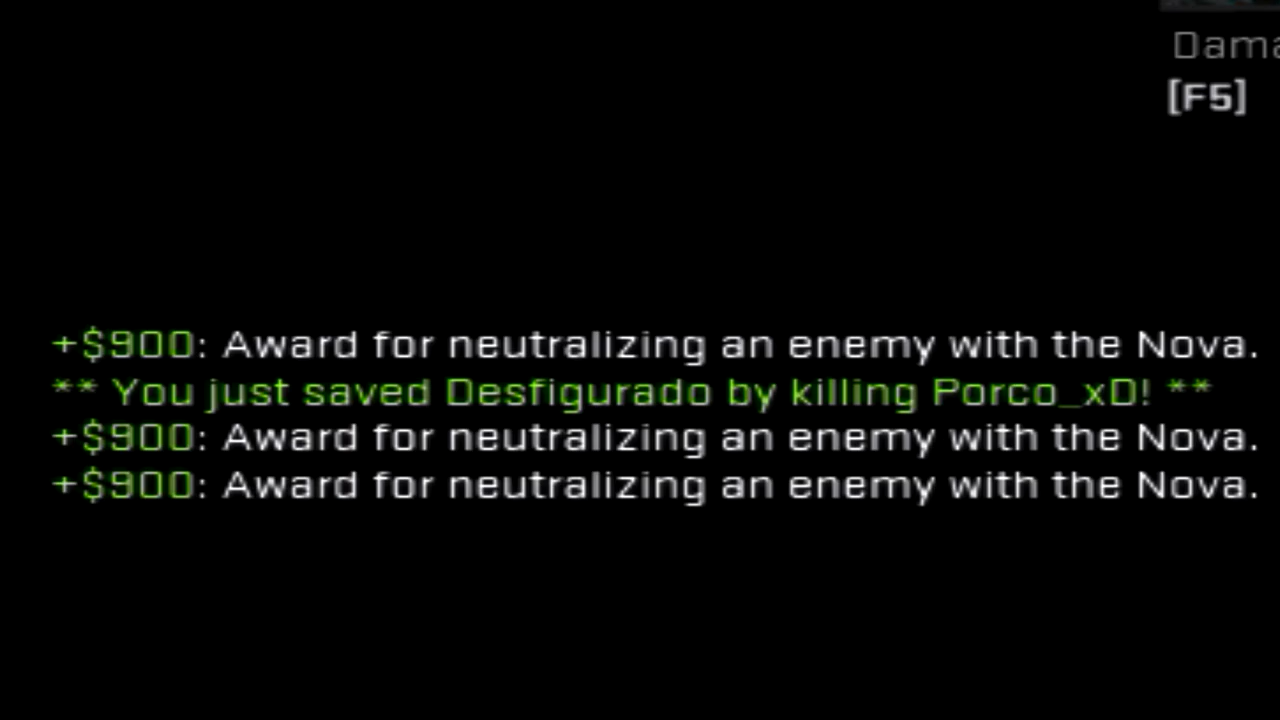 [F5]
+$900: Award for neutralizing an enemy with the Nova.
** You just saved Desfigurado by killing Porco_xD! **
+$900: Award for neutralizing an enemy with the Nova.
+$900: Award for neutralizing an enemy with the Nova.